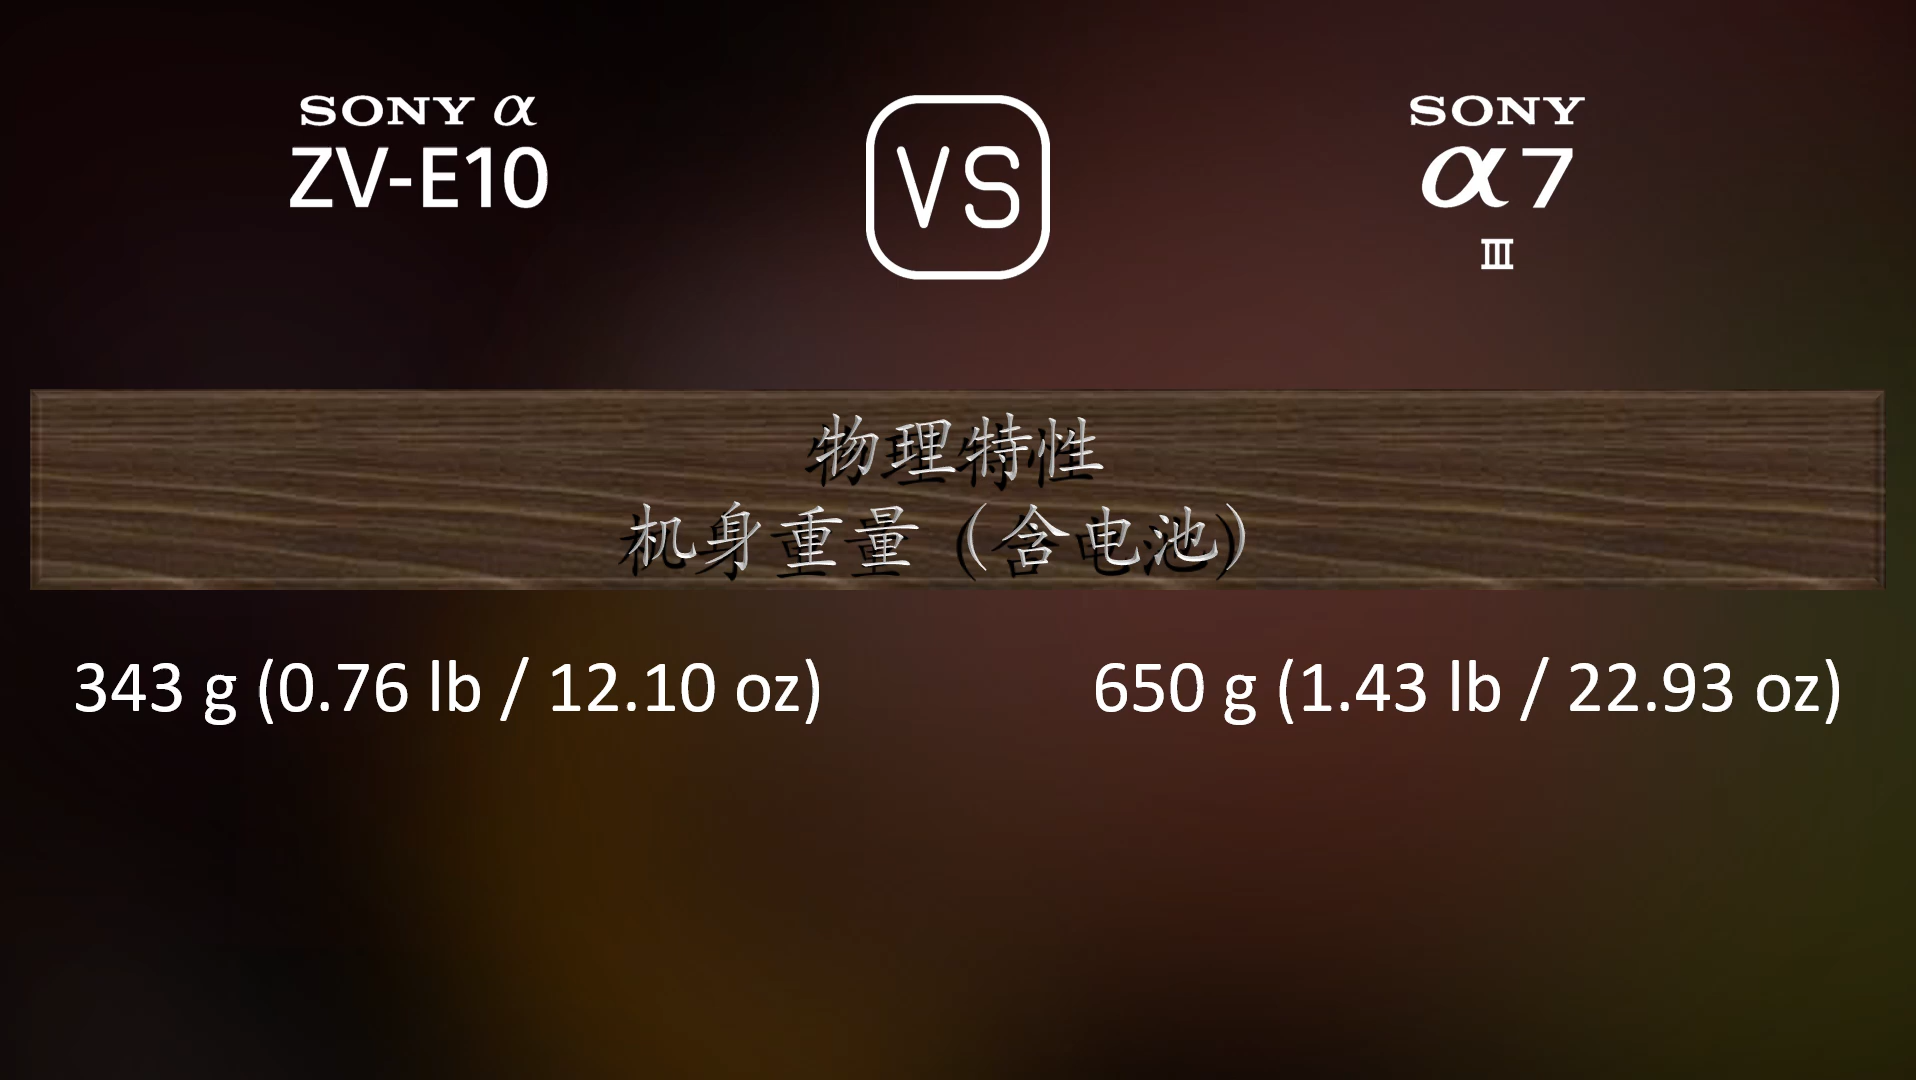 SONY α
ZV-E10
VS
SONY
α7
III
物理特性
机身重量（含电池）
343 g (0.76 lb / 12.10 oz)
650 g (1.43 lb / 22.93 oz)